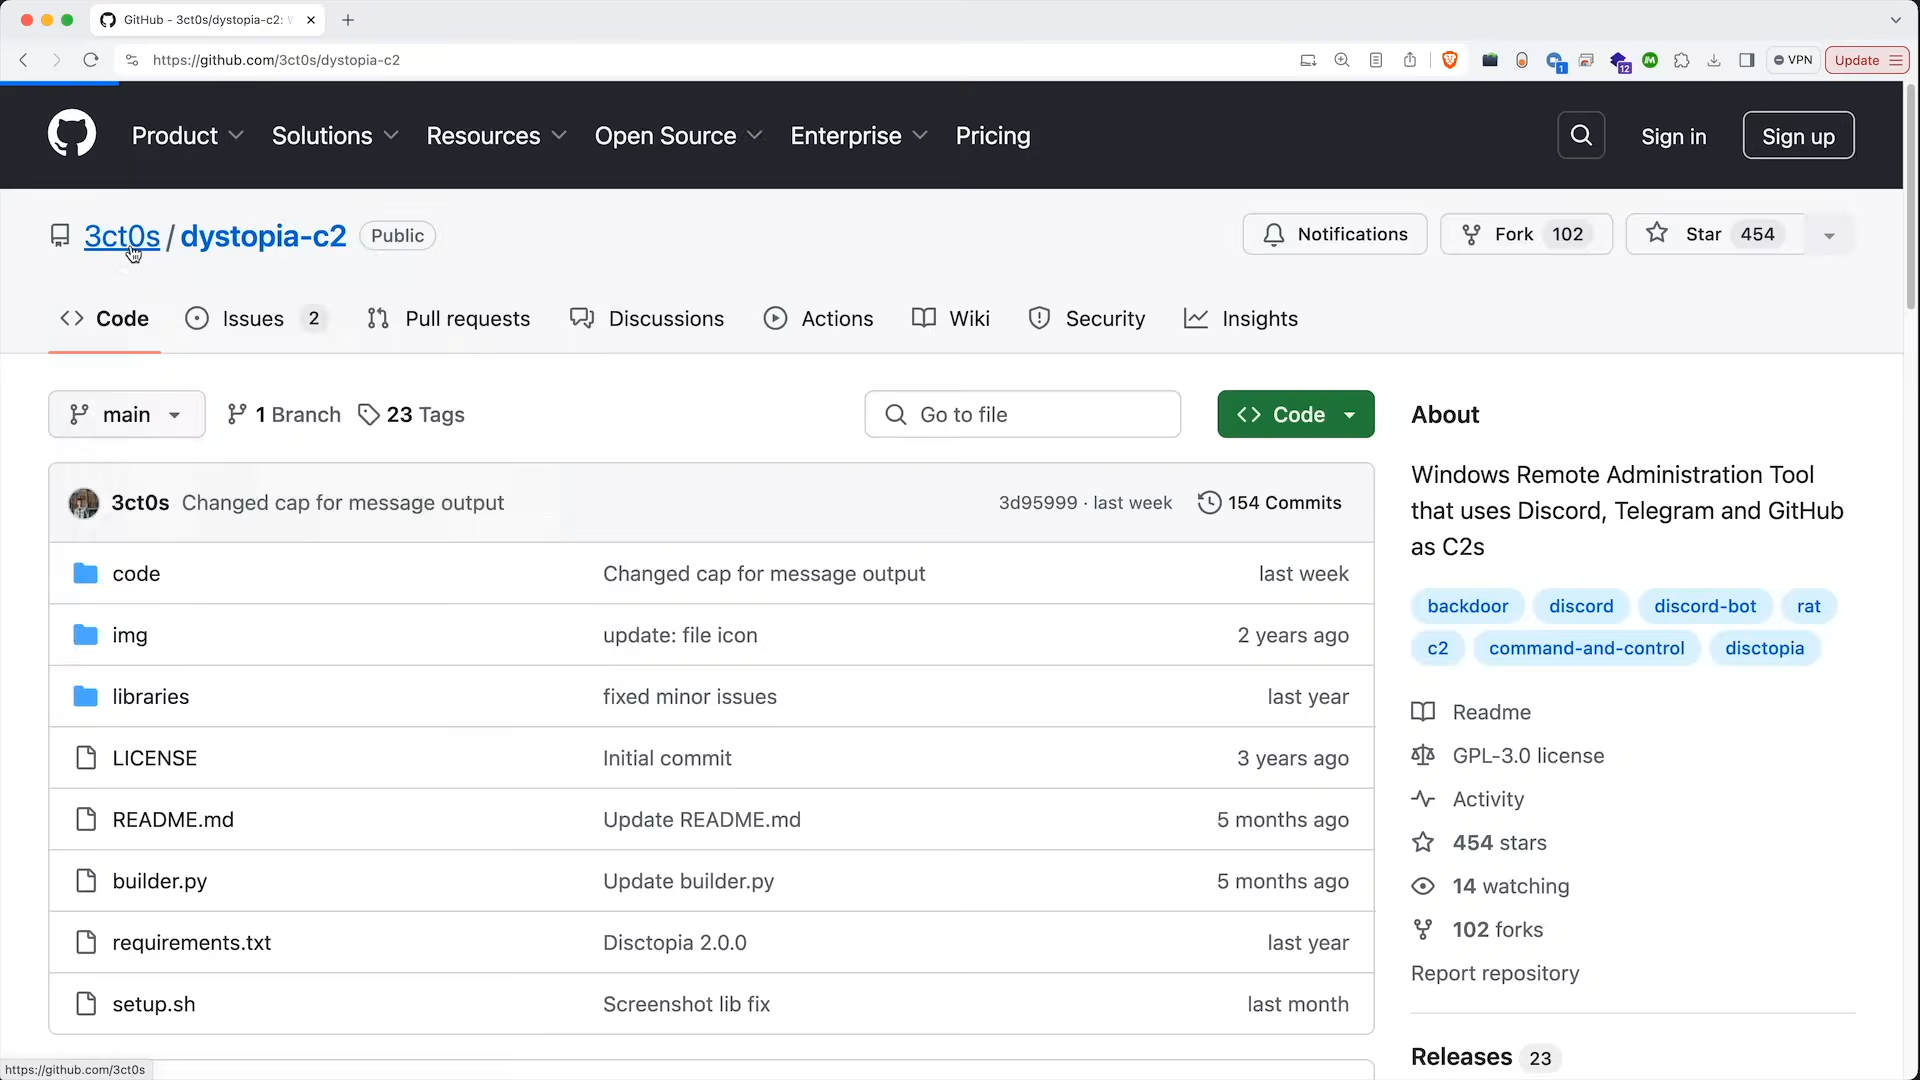 GitHub - 3ct0s/dystopia-c2:
https://github.com/3ct0s/dystopia-c2
1
12
VPN
Update
Product
Solutions
Resources
Open Source
Enterprise
Pricing
Sign in
Sign up
3ct0s / dystopia-c2
Public
Notifications
Fork 102
Star 454
Code
Issues 2
Pull requests
Discussions
Actions
Wiki
Security
Insights
main
1 Branch
23 Tags
Go to file
Code
3ct0s Changed cap for message output 3d95999 · last week 154 Commits
code Changed cap for message output last week
img update: file icon 2 years ago
libraries fixed minor issues last year
LICENSE Initial commit 3 years ago
README.md Update README.md 5 months ago
builder.py Update builder.py 5 months ago
requirements.txt Disctopia 2.0.0 last year
setup.sh Screenshot lib fix last month
About
Windows Remote Administration Tool
that uses Discord, Telegram and GitHub
as C2s
backdoor discord discord-bot rat
c2 command-and-control disctopia
Readme
GPL-3.0 license
Activity
454 stars
14 watching
102 forks
Report repository
Releases 23
https://github.com/3ct0s